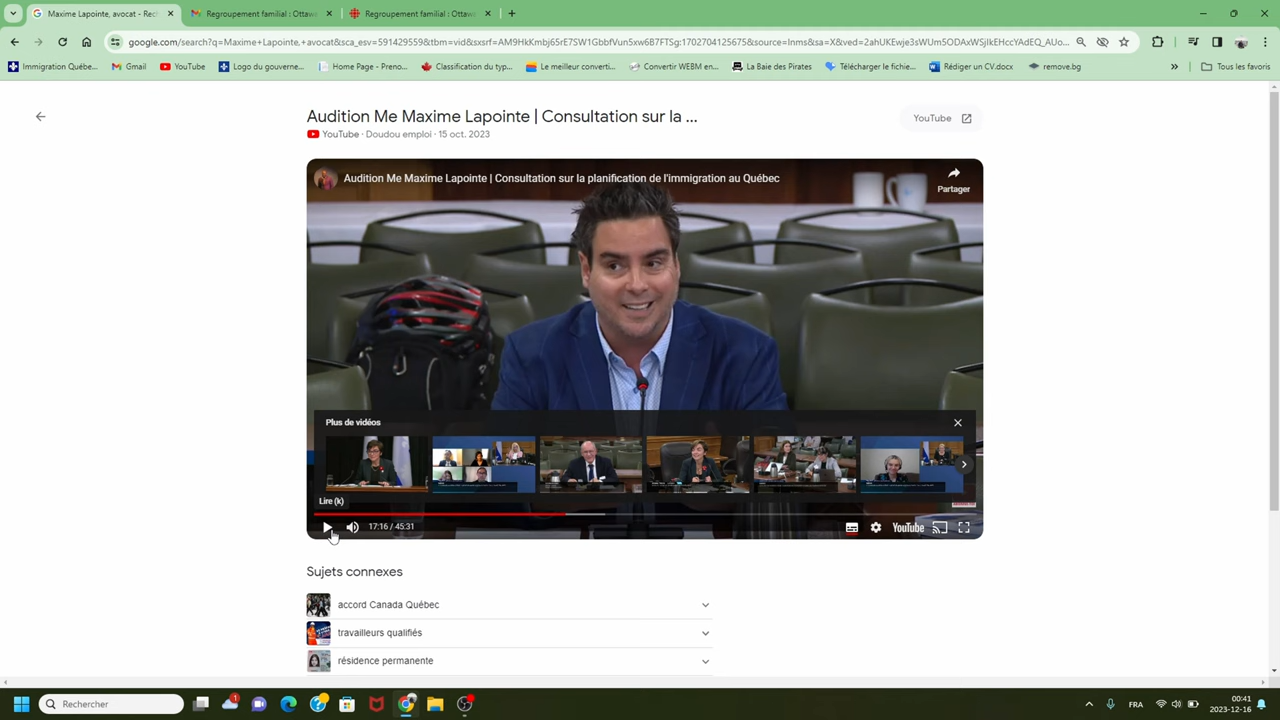 Maxime Lapointe, avocat - Rech
Regroupement familial : Ottawa
Regroupement familial : Ottawa
google.com/search?q=Maxime+Lapointe,+avocat&sca_esv=591429559&tbm=vid&sxsrf=AM9HkKmbj65rE7SW1GbbfVun5xw6B7FTSg:1702704125675&source=lnms&sa=X&ved=2ahUKEwje3sWUm5ODAxWSjIkEHccYAdEQ_AUo...
Immigration Québe...
Gmail
YouTube
Logo du gouverne...
Home Page - Preno...
Classification du typ...
Le meilleur converti...
Convertir WEBM en...
La Baie des Pirates
Télécharger le fichie...
Rédiger un CV.docx
remove.bg
Tous les favoris
Audition Me Maxime Lapointe | Consultation sur la ...
YouTube · Doudou emploi · 15 oct. 2023
YouTube
Audition Me Maxime Lapointe | Consultation sur la planification de l'immigration au Québec
Partager
Plus de vidéos
Lire (k)
17:16 / 45:31
YouTube
Sujets connexes
accord Canada Québec
travailleurs qualifiés
résidence permanente
Rechercher
1
FRA
00:41
2023-12-16